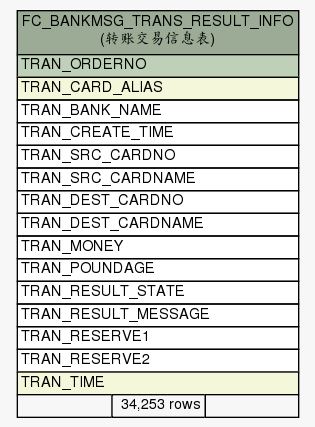 FC_BANKMSG_TRANS_RESULT_INFO
(转账交易信息表)
TRAN_ORDERNO
TRAN_CARD_ALIAS
TRAN_BANK_NAME
TRAN_CREATE_TIME
TRAN_SRC_CARDNO
TRAN_SRC_CARDNAME
TRAN_DEST_CARDNO
TRAN_DEST_CARDNAME
TRAN_MONEY
TRAN_POUNDAGE
TRAN_RESULT_STATE
TRAN_RESULT_MESSAGE
TRAN_RESERVE1
TRAN_RESERVE2
TRAN_TIME
34,253 rows